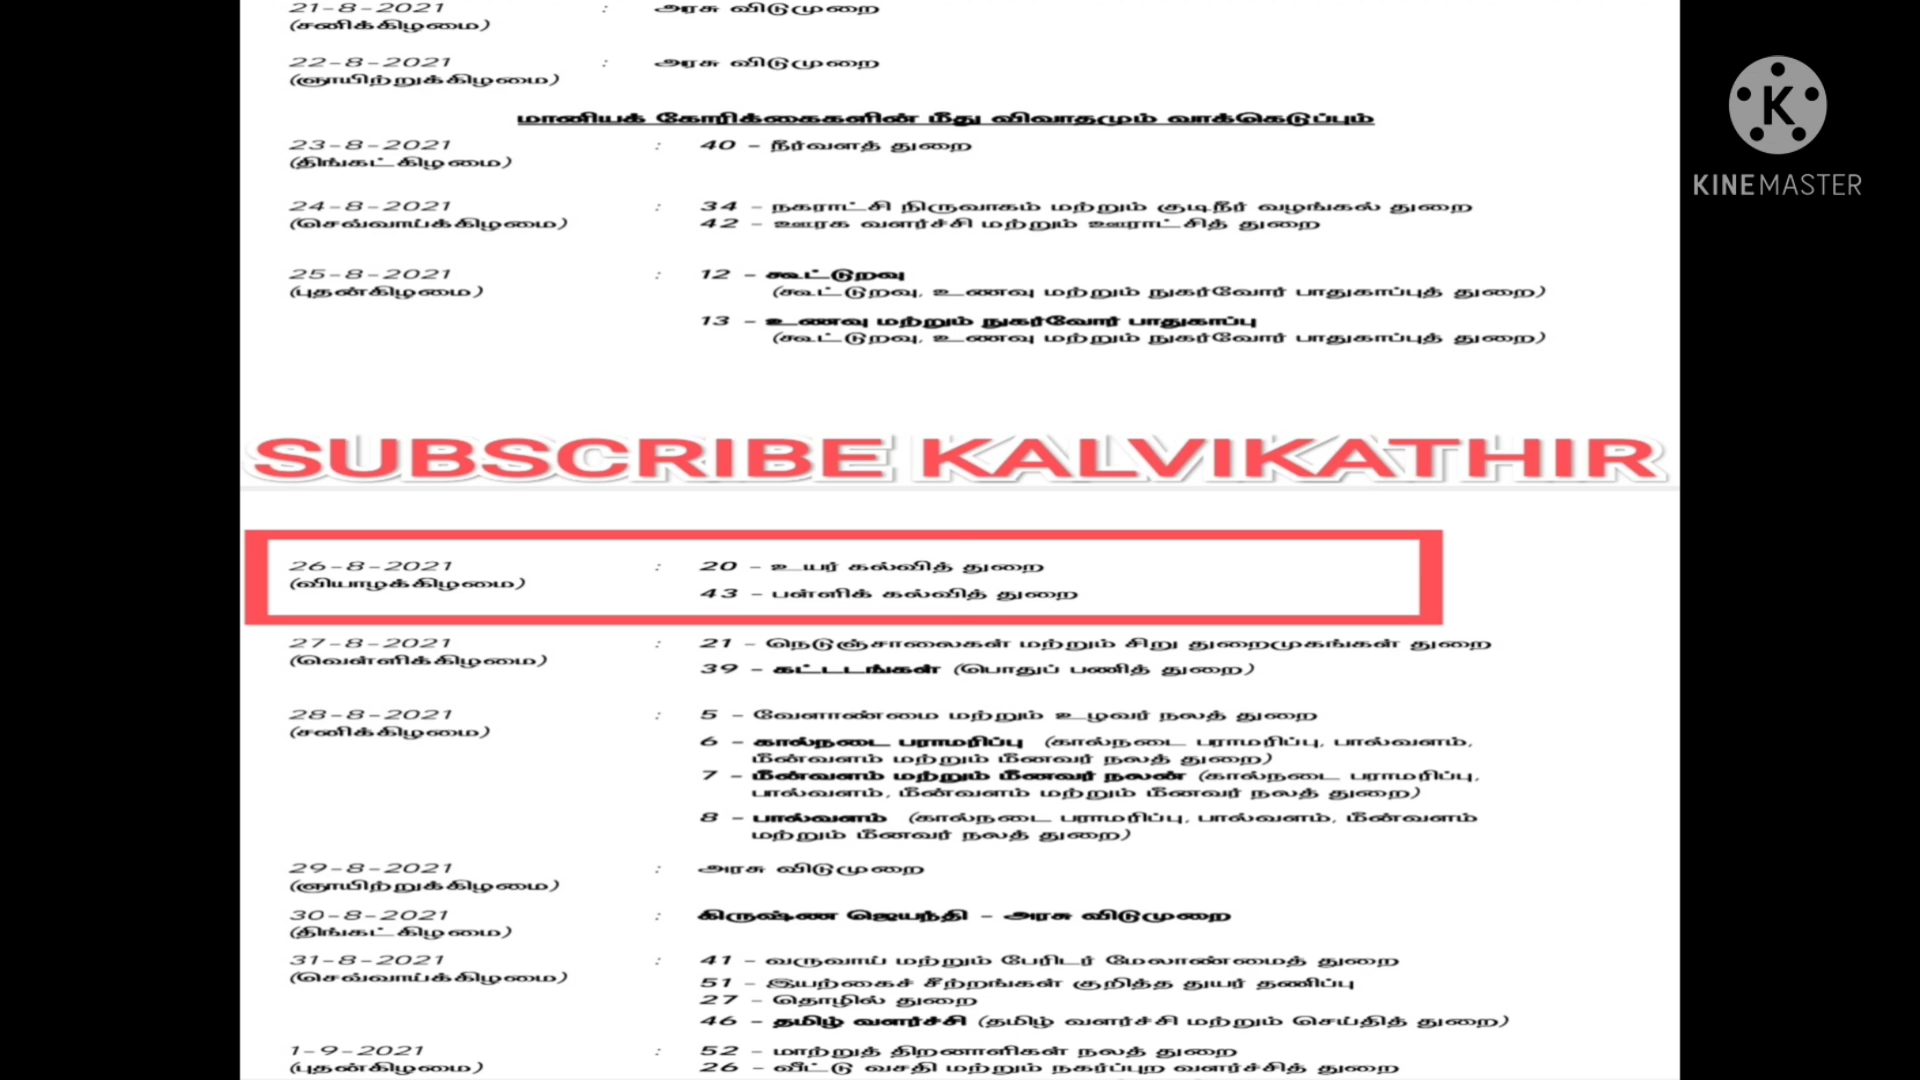 21-8-2021 : அரசு விடுமுறை
(சனிக்கிழமை)
22-8-2021 : அரசு விடுமுறை
(ஞாயிற்றுக்கிழமை)
மானியக் கோரிக்கைகளின் மீது விவாதமும் வாக்கெடுப்பும்
23-8-2021 : 40 - நீர்வளத் துறை
(திங்கட்கிழமை)
24-8-2021 : 34 - நகராட்சி நிருவாகம் மற்றும் குடிநீர் வழங்கல் துறை
(செவ்வாய்க்கிழமை) 42 - ஊரக வளர்ச்சி மற்றும் ஊராட்சித் துறை
25-8-2021 : 12 - கூட்டுறவு
(புதன்கிழமை) (கூட்டுறவு, உணவு மற்றும் நுகர்வோர் பாதுகாப்புத் துறை)
13 - உணவு மற்றும் நுகர்வோர் பாதுகாப்பு
(கூட்டுறவு, உணவு மற்றும் நுகர்வோர் பாதுகாப்புத் துறை)
SUBSCRIBE KALVIKATHIR
26-8-2021 : 20 - உயர் கல்வித் துறை
(வியாழக்கிழமை)
43 - பள்ளிக் கல்வித் துறை
27-8-2021 : 21 - நெடுஞ்சாலைகள் மற்றும் சிறு துறைமுகங்கள் துறை
(வெள்ளிக்கிழமை)
39 - கட்டடங்கள் (பொதுப் பணித் துறை)
28-8-2021 : 5 - வேளாண்மை மற்றும் உழவர் நலத் துறை
(சனிக்கிழமை)
6 - கால்நடை பராமரிப்பு (கால்நடை பராமரிப்பு, பால்வளம்,
மீன்வளம் மற்றும் மீனவர் நலத் துறை)
7 - மீன்வளம் மற்றும் மீனவர் நலன் (கால்நடை பராமரிப்பு,
பால்வளம், மீன்வளம் மற்றும் மீனவர் நலத் துறை)
8 - பால்வளம் (கால்நடை பராமரிப்பு, பால்வளம், மீன்வளம்
மற்றும் மீனவர் நலத் துறை)
29-8-2021 : அரசு விடுமுறை
(ஞாயிற்றுக்கிழமை)
30-8-2021 : கிருஷ்ண ஜெயந்தி - அரசு விடுமுறை
(திங்கட்கிழமை)
31-8-2021 : 41 - வருவாய் மற்றும் பேரிடர் மேலாண்மைத் துறை
(செவ்வாய்க்கிழமை)
51 - இயற்கைச் சீற்றங்கள் குறித்த துயர் தணிப்பு
27 - தொழில் துறை
46 - தமிழ் வளர்ச்சி (தமிழ் வளர்ச்சி மற்றும் செய்தித் துறை)
1-9-2021 : 52 - மாற்றுத் திறனாளிகள் நலத் துறை
(புதன்கிழமை) 26 - வீட்டு வசதி மற்றும் நகர்ப்புற வளர்ச்சித் துறை
K
KINEMASTER